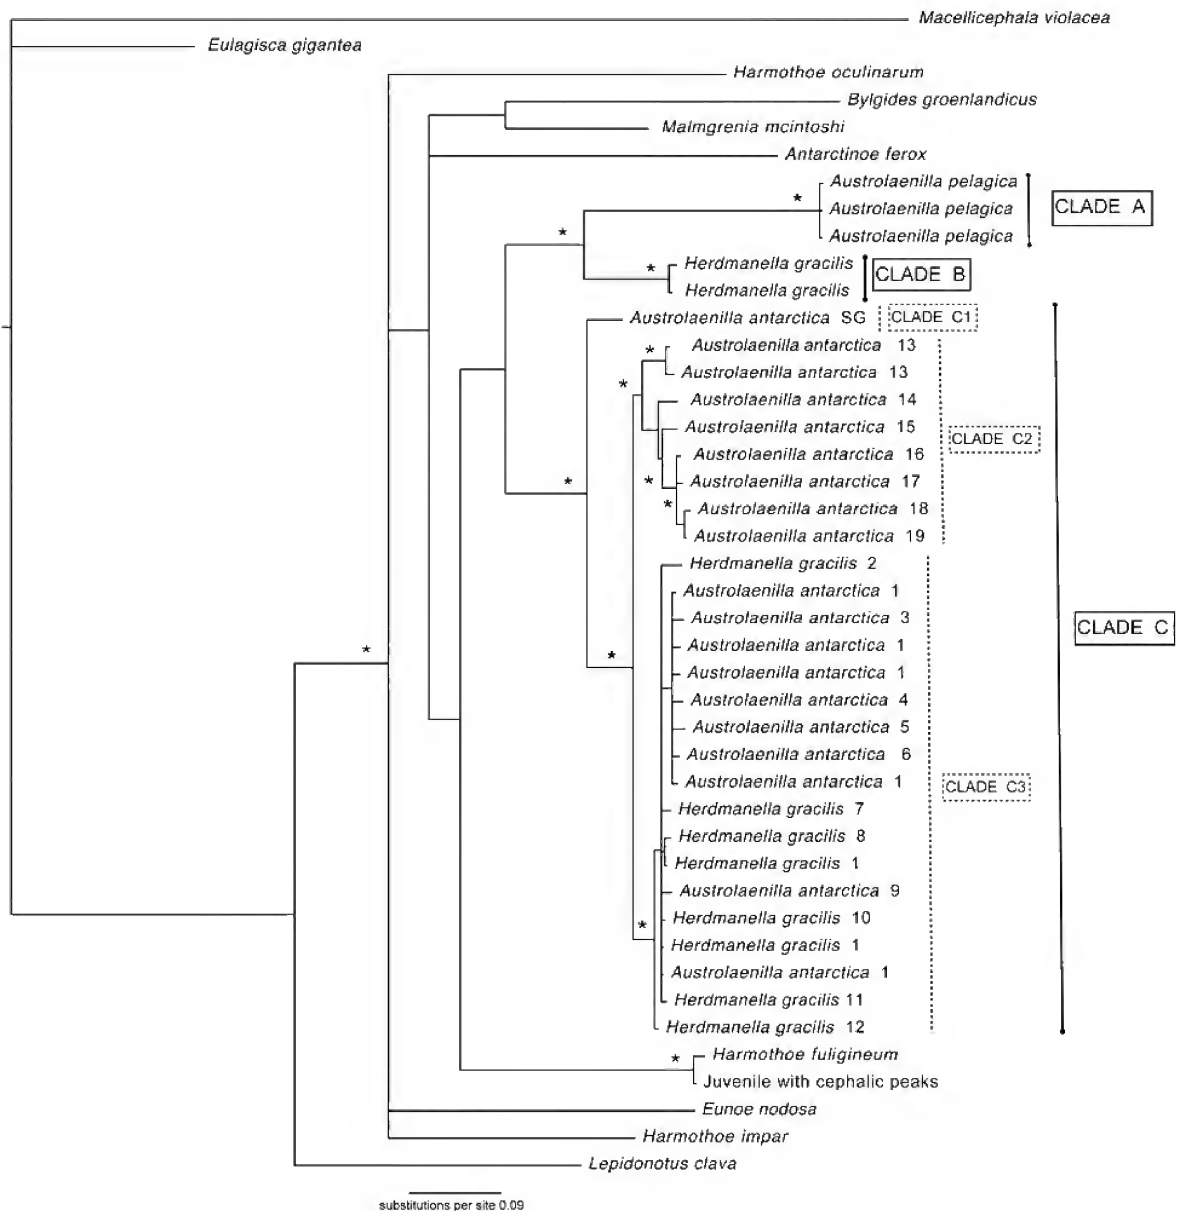 Macellicephala violacea
Eulagisca gigantea
Harmothoe oculinarum
Bylgides groenlandicus
Malmgrenia mcintoshi
Antarctinoe ferox
Austrolaenilla pelagica
Austrolaenilla pelagica
Austrolaenilla pelagica
CLADE A
Herdmanella gracilis
Herdmanella gracilis
CLADE B
Austrolaenilla antarctica SG
CLADE C1
Austrolaenilla antarctica 13
Austrolaenilla antarctica 13
Austrolaenilla antarctica 14
Austrolaenilla antarctica 15
Austrolaenilla antarctica 16
Austrolaenilla antarctica 17
Austrolaenilla antarctica 18
Austrolaenilla antarctica 19
CLADE C2
Herdmanella gracilis 2
Austrolaenilla antarctica 1
Austrolaenilla antarctica 3
Austrolaenilla antarctica 1
Austrolaenilla antarctica 1
Austrolaenilla antarctica 4
Austrolaenilla antarctica 5
Austrolaenilla antarctica 6
Austrolaenilla antarctica 1
Herdmanella gracilis 7
Herdmanella gracilis 8
Herdmanella gracilis 1
Austrolaenilla antarctica 9
Herdmanella gracilis 10
Herdmanella gracilis 1
Austrolaenilla antarctica 1
Herdmanella gracilis 11
Herdmanella gracilis 12
CLADE C3
CLADE C
Harmothoe fuligineum
Juvenile with cephalic peaks
Eunoe nodosa
Harmothoe impar
Lepidonotus clava
substitutions per site 0.09